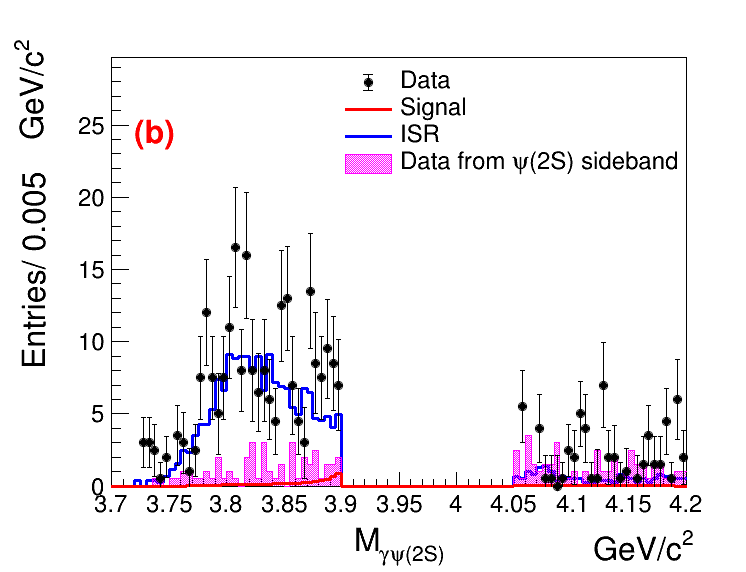 Entries/ 0.005 GeV/c²
(b)
Data
Signal
ISR
Data from ψ(2S) sideband
25
20
15
10
5
0
3.7 3.75 3.8 3.85 3.9 3.95 4 4.05 4.1 4.15 4.2
M_γψ(2S)
GeV/c²